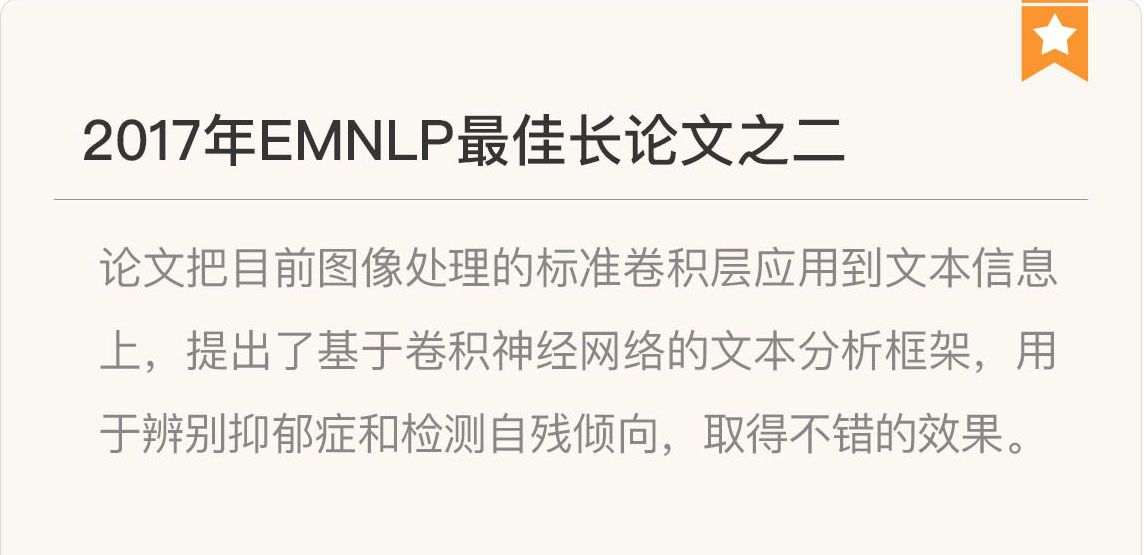 2017年EMNLP最佳长论文之二
论文把目前图像处理的标准卷积层应用到文本信息
上，提出了基于卷积神经网络的文本分析框架，用
于辨别抑郁症和检测自残倾向，取得不错的效果。